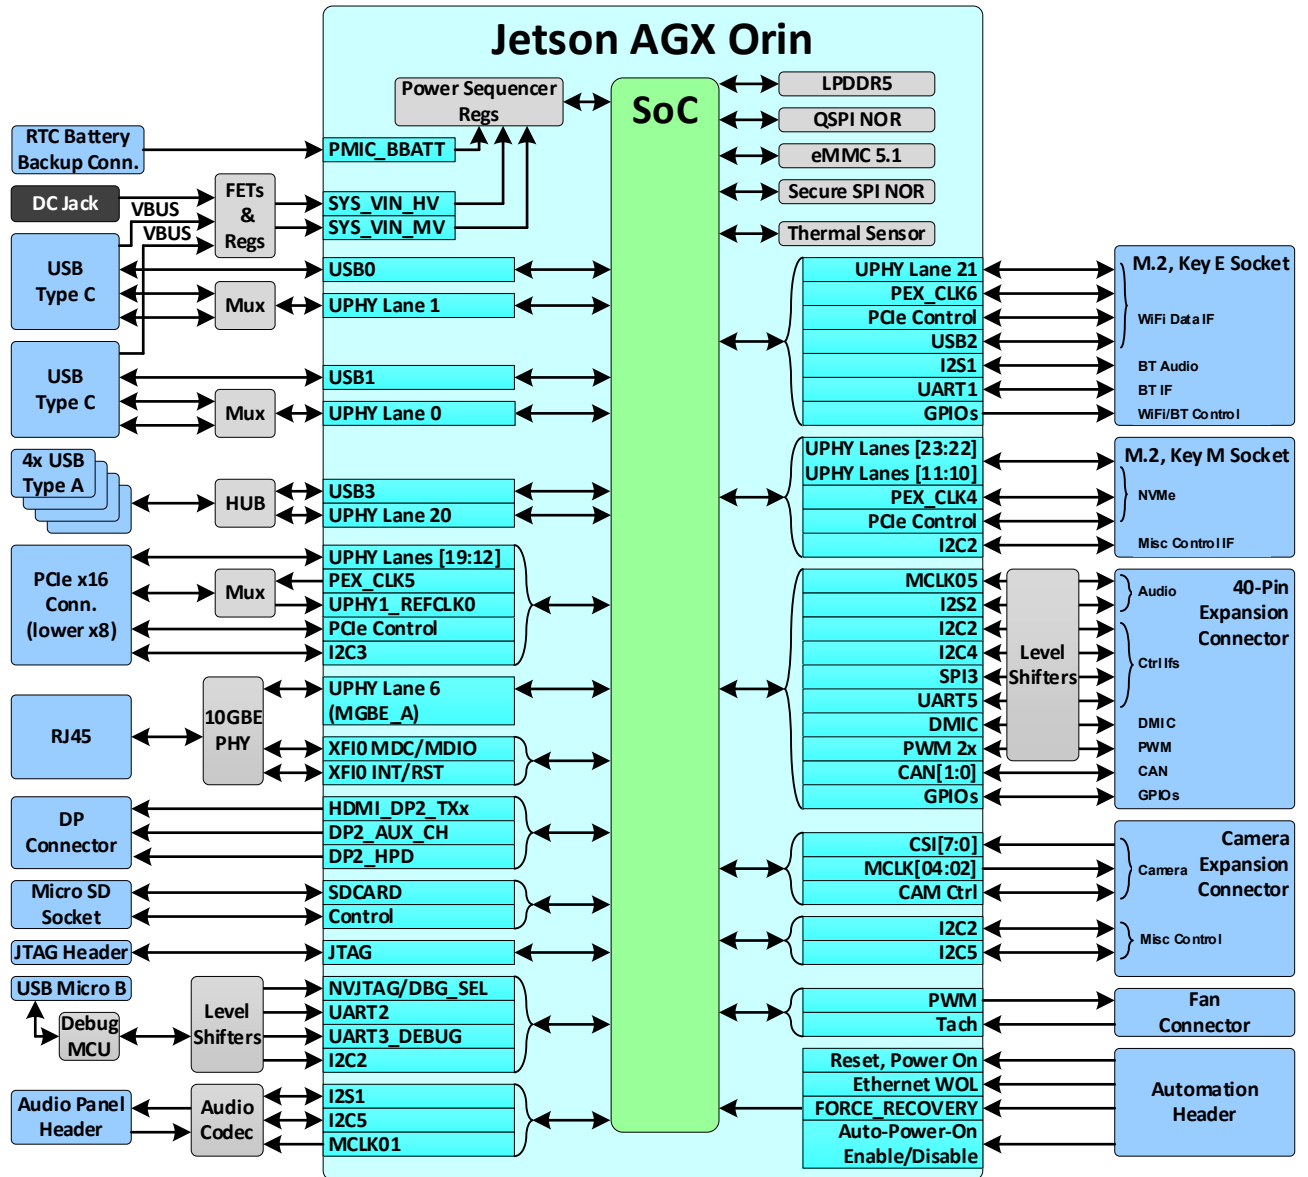 Jetson AGX Orin
SoC
Power Sequencer
Regs
LPDDR5
QSPI NOR
eMMC 5.1
Secure SPI NOR
Thermal Sensor
RTC Battery
Backup Conn.
PMIC_BBATT
DC Jack
VBUS
VBUS
FETs
&
Regs
SYS_VIN_HV
SYS_VIN_MV
USB
Type C
Mux
USB0
UPHY Lane 1
USB
Type C
Mux
USB1
UPHY Lane 0
4x USB
Type A
HUB
USB3
UPHY Lane 20
PCIe x16
Conn.
(lower x8)
Mux
UPHY Lanes [19:12]
PEX_CLK5
UPHY1_REFCLK0
PCIe Control
I2C3
RJ45
10GBE
PHY
UPHY Lane 6
(MGBE_A)
XFI0 MDC/MDIO
XFI0 INT/RST
DP
Connector
HDMI_DP2_TXx
DP2_AUX_CH
DP2_HPD
Micro SD
Socket
SDCARD
Control
JTAG Header
JTAG
USB Micro B
Debug
MCU
Level
Shifters
NVJTAG/DBG_SEL
UART2
UART3_DEBUG
I2C2
Audio Panel
Header
Audio
Codec
I2S1
I2C5
MCLK01
UPHY Lane 21
PEX_CLK6
PCIe Control
USB2
I2S1
UART1
GPIOs
M.2, Key E Socket
WiFi Data IF
BT Audio
BT IF
WiFi/BT Control
UPHY Lanes [23:22]
UPHY Lanes [11:10]
PEX_CLK4
PCIe Control
I2C2
M.2, Key M Socket
NVMe
Misc Control IF
MCLK05
I2S2
I2C2
I2C4
SPI3
UART5
DMIC
PWM 2x
CAN[1:0]
GPIOs
Level
Shifters
40-Pin
Expansion
Connector
Audio
Ctrl Ifs
DMIC
PWM
CAN
GPIOs
CSI[7:0]
MCLK[04:02]
CAM Ctrl
I2C2
I2C5
Camera
Expansion
Connector
Camera
Misc Control
PWM
Tach
Fan
Connector
Reset, Power On
Ethernet WOL
FORCE_RECOVERY
Auto-Power-On
Enable/Disable
Automation
Header